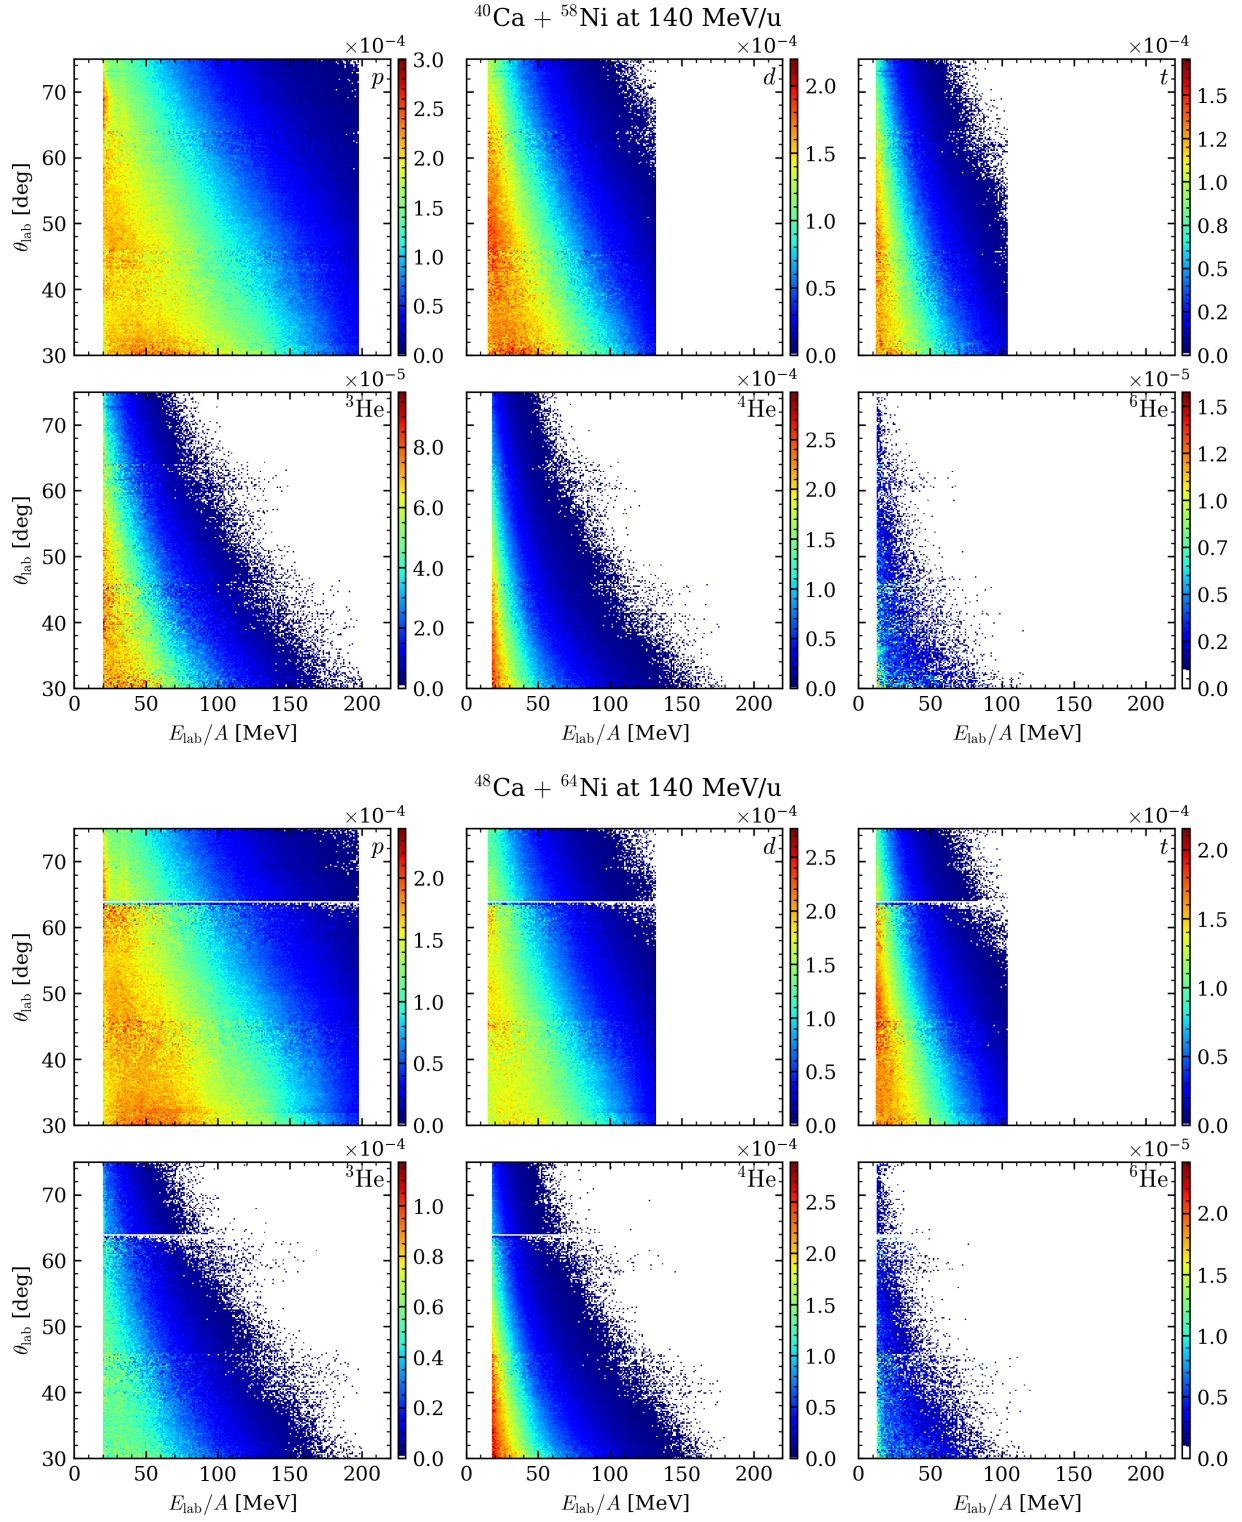 ⁴⁰Ca + ⁵⁸Ni at 140 MeV/u
×10⁻⁴ ×10⁻⁴ ×10⁻⁴
p d t
θlab [deg]
70 60 50 40 30
3.0 2.5 2.0 1.5 1.0 0.5 0.0
2.0 1.5 1.0 0.5 0.0
1.5 1.2 1.0 0.8 0.5 0.2 0.0
×10⁻⁵ ×10⁻⁴ ×10⁻⁵
³He ⁴He ⁶He
θlab [deg]
70 60 50 40 30
8.0 6.0 4.0 2.0 0.0
2.5 2.0 1.5 1.0 0.5 0.0
1.5 1.2 1.0 0.7 0.5 0.2 0.0
0 50 100 150 200 0 50 100 150 200 0 50 100 150 200
Elab/A [MeV] Elab/A [MeV] Elab/A [MeV]
⁴⁸Ca + ⁶⁴Ni at 140 MeV/u
×10⁻⁴ ×10⁻⁴ ×10⁻⁴
p d t
θlab [deg]
70 60 50 40 30
2.0 1.5 1.0 0.5 0.0
2.5 2.0 1.5 1.0 0.5 0.0
2.0 1.5 1.0 0.5 0.0
×10⁻⁴ ×10⁻⁴ ×10⁻⁵
³He ⁴He ⁶He
θlab [deg]
70 60 50 40 30
1.0 0.8 0.6 0.4 0.2 0.0
2.5 2.0 1.5 1.0 0.5 0.0
2.0 1.5 1.0 0.5 0.0
0 50 100 150 200 0 50 100 150 200 0 50 100 150 200
Elab/A [MeV] Elab/A [MeV] Elab/A [MeV]